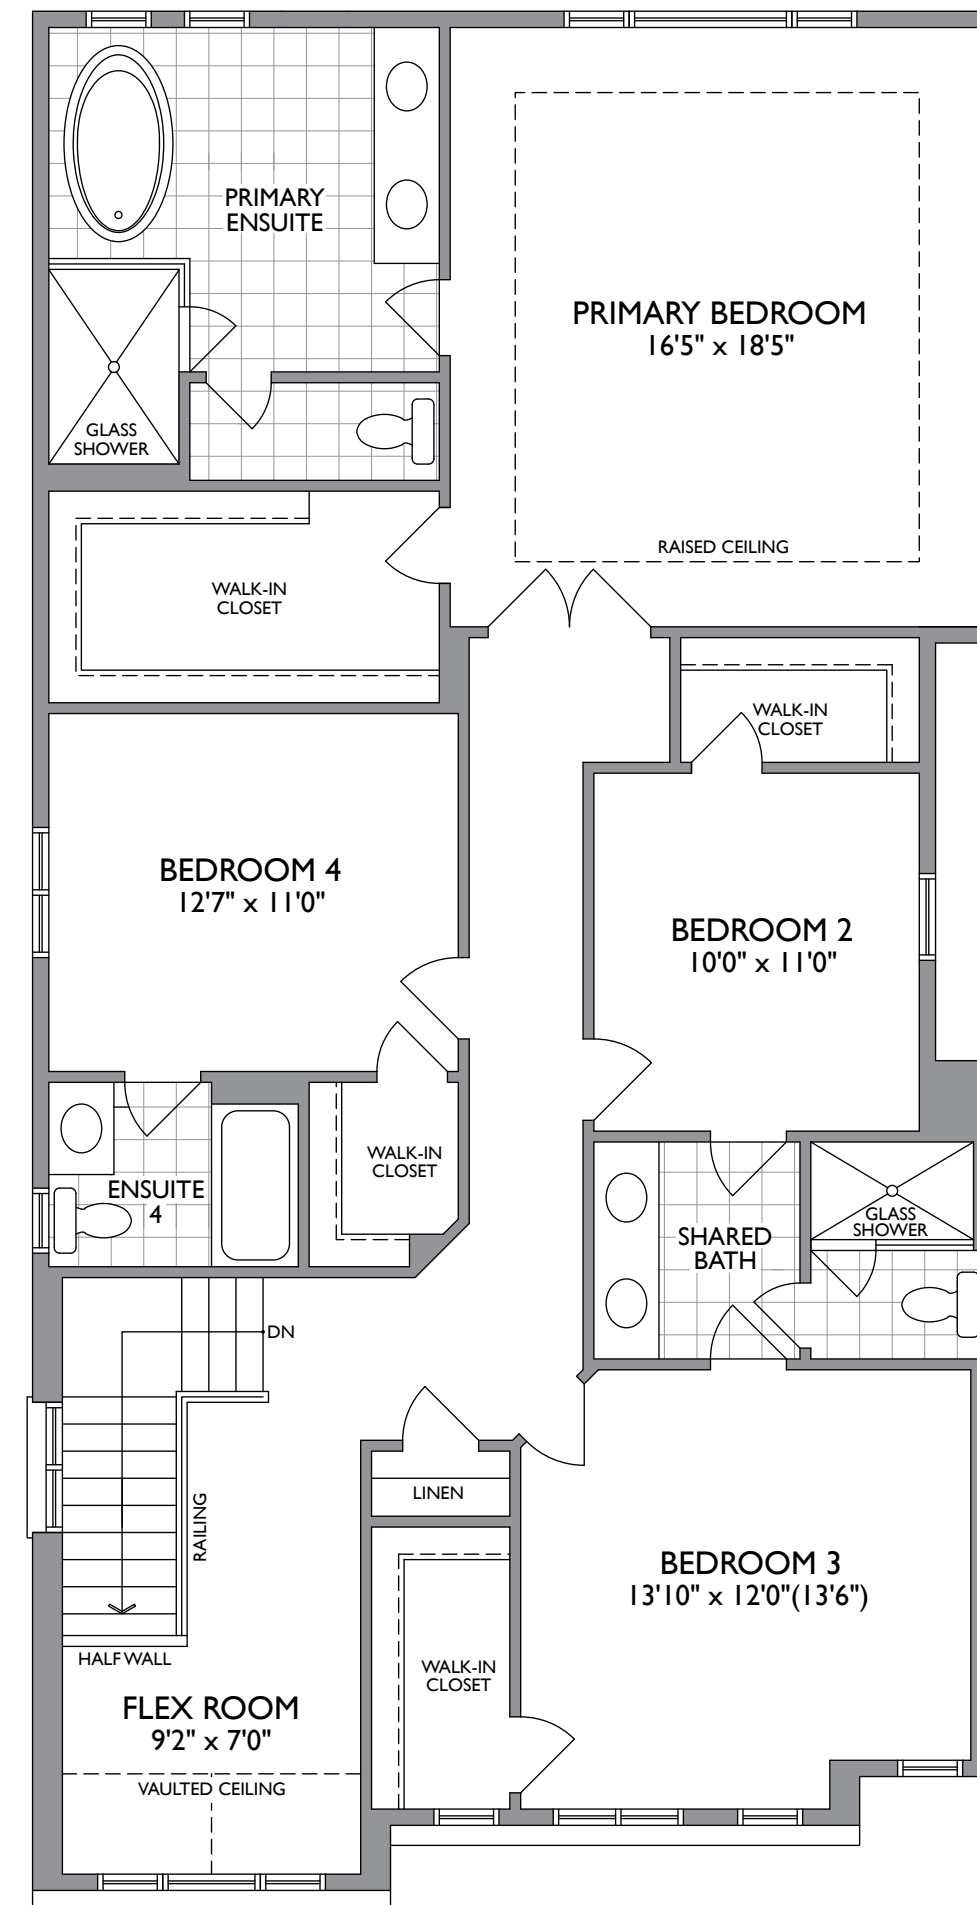 PRIMARY
ENSUITE
PRIMARY BEDROOM
16'5" x 18'5"
GLASS
SHOWER
RAISED CEILING
WALK-IN
CLOSET
WALK-IN
CLOSET
BEDROOM 4
12'7" x 11'0"
BEDROOM 2
10'0" x 11'0"
WALK-IN
CLOSET
ENSUITE
4
GLASS
SHOWER
SHARED
BATH
DN
LINEN
RAILING
BEDROOM 3
13'10" x 12'0"(13'6")
HALF WALL
WALK-IN
CLOSET
FLEX ROOM
9'2" x 7'0"
VAULTED CEILING